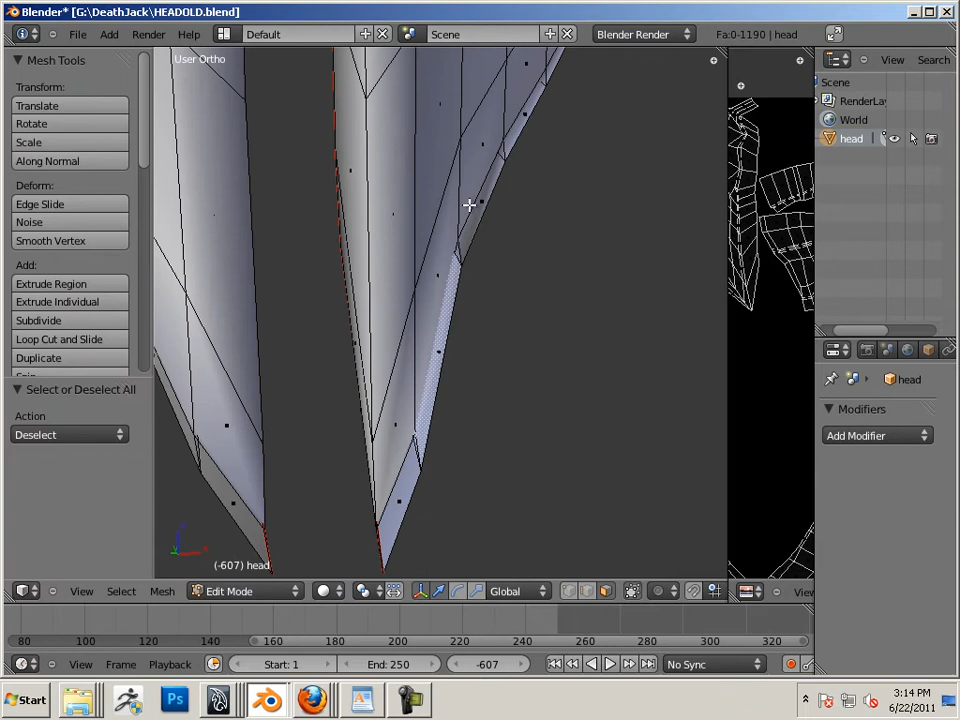 Blender* [G:\DeathJack\HEADOLD.blend]
File Add Render Help Default Scene Blender Render Fa:0-1190 | head
Mesh Tools
Transform:
Translate
Rotate
Scale
Along Normal
Deform:
Edge Slide
Noise
Smooth Vertex
Add:
Extrude Region
Extrude Individual
Subdivide
Loop Cut and Slide
Duplicate
Select or Deselect All
Action
Deselect
User Ortho
(-607) head
View Search
Scene
RenderLay
World
head
head
Modifiers
Add Modifier
View Select Mesh Edit Mode Global
80 100 120 140 160 180 200 220 240 260 280 300 320
View Frame Playback Start: 1 End: 250 -607 No Sync
Start
3:14 PM
6/22/2011